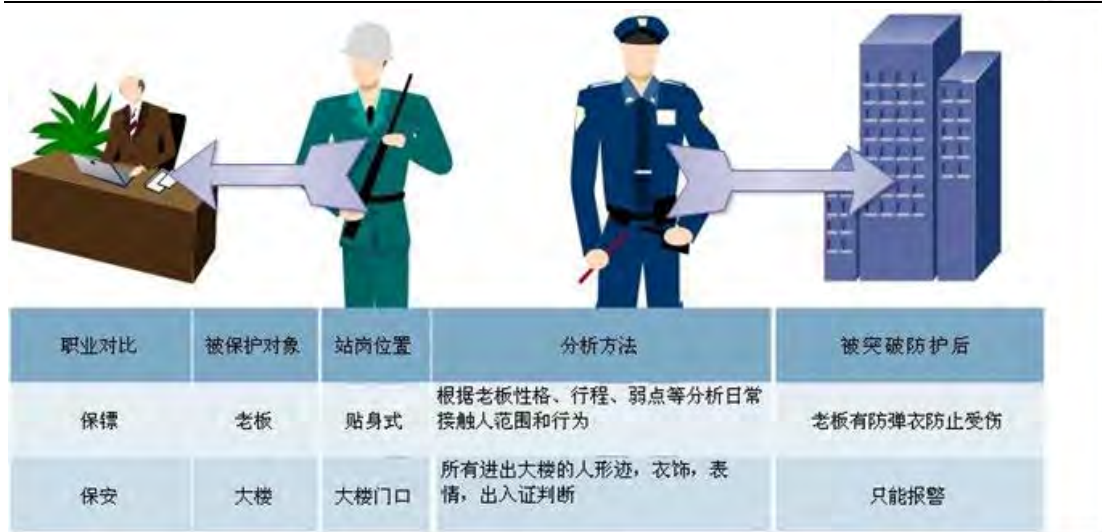 职业对比 被保护对象 站岗位置 分析方法 被突破防护后
保镖 老板 贴身式 根据老板性格、行程、弱点等分析日常
接触人范围和行为 老板有防弹衣防止受伤
保安 大楼 大楼门口 所有进出大楼的人形迹，衣饰，表
情，出入证判断 只能报警